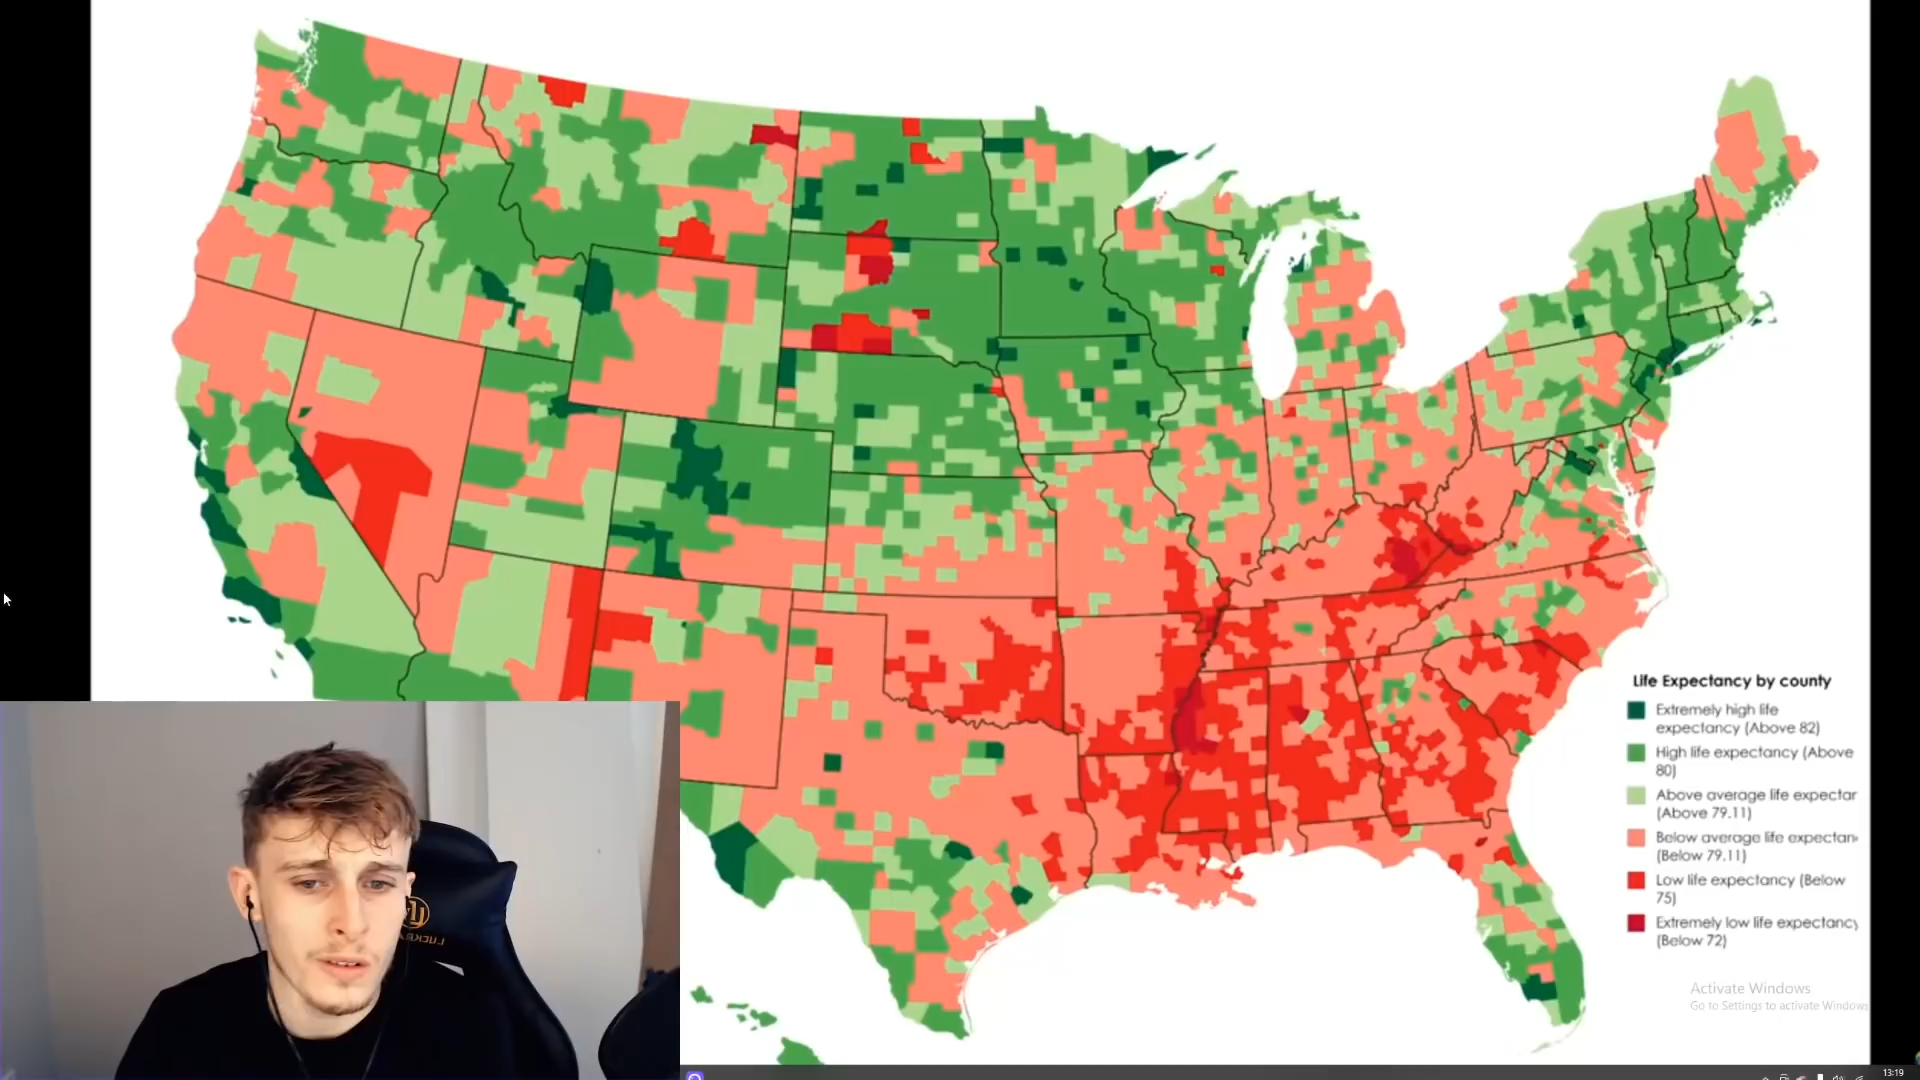 Life Expectancy by county
Extremely high life
expectancy (Above 82)
High life expectancy (Above
80)
Above average life expectar
(Above 79.11)
Below average life expectan
(Below 79.11)
Low life expectancy (Below
75)
Extremely low life expectancy
(Below 72)
Activate Windows
Go to Settings to activate Windows
13:19